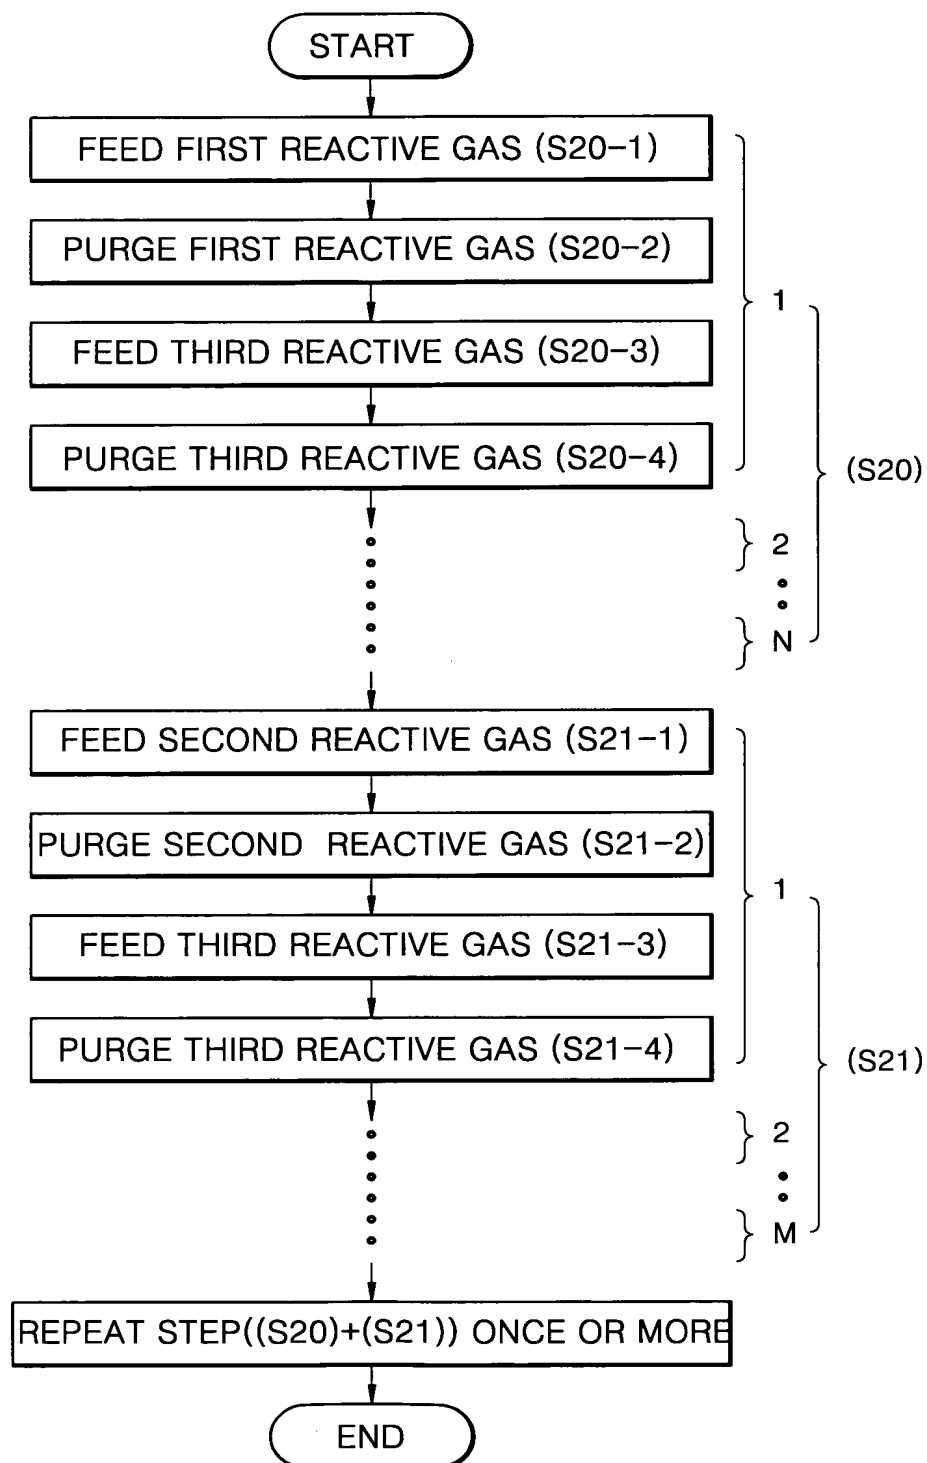 START
FEED FIRST REACTIVE GAS (S20-1)
PURGE FIRST REACTIVE GAS (S20-2)
1
FEED THIRD REACTIVE GAS (S20-3)
PURGE THIRD REACTIVE GAS (S20-4)
(S20)
2
N
FEED SECOND REACTIVE GAS (S21-1)
PURGE SECOND REACTIVE GAS (S21-2)
1
FEED THIRD REACTIVE GAS (S21-3)
PURGE THIRD REACTIVE GAS (S21-4)
(S21)
2
M
REPEAT STEP((S20)+(S21)) ONCE OR MORE
END